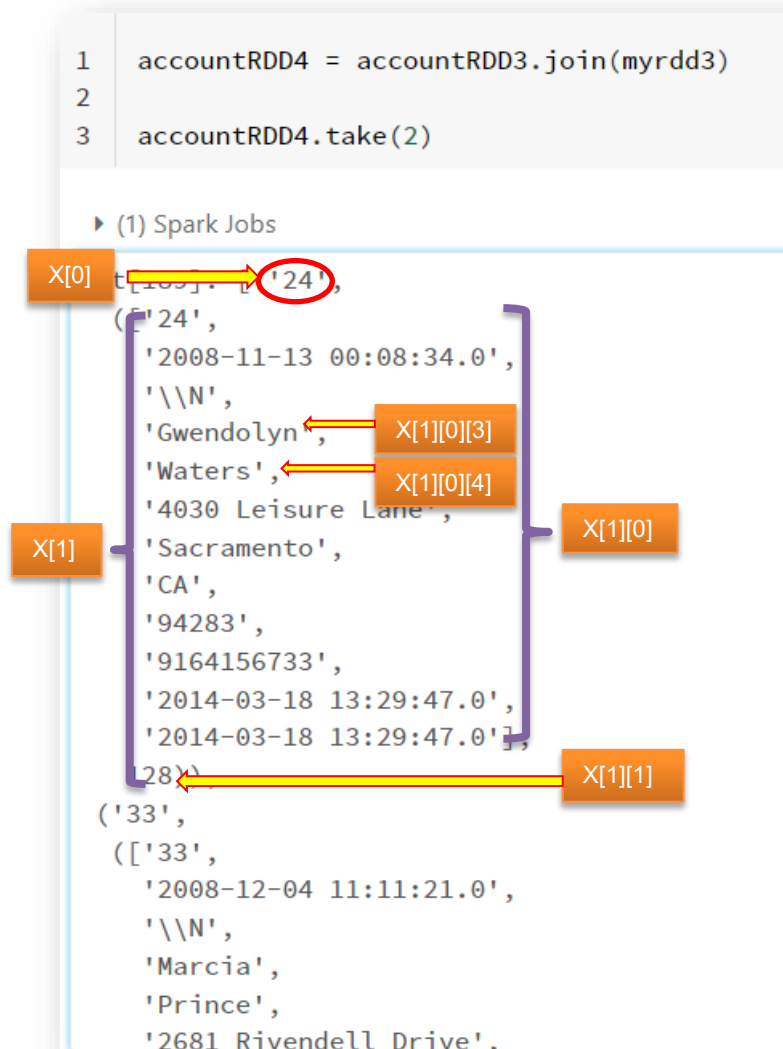 1 accountRDD4 = accountRDD3.join(myrdd3)
2
3 accountRDD4.take(2)
(1) Spark Jobs
X[0]
'24',
(['24',
'2008-11-13 00:08:34.0',
'\\N',
'Gwendolyn', X[1][0][3]
'Waters', X[1][0][4]
'4030 Leisure Lane',
X[1][0]
X[1] 'Sacramento',
'CA',
'94283',
'9164156733',
'2014-03-18 13:29:47.0',
'2014-03-18 13:29:47.0'],
X[1][1]
('33',
(['33',
'2008-12-04 11:11:21.0',
'\\N',
'Marcia',
'Prince',
'2681 Rivendell Drive',